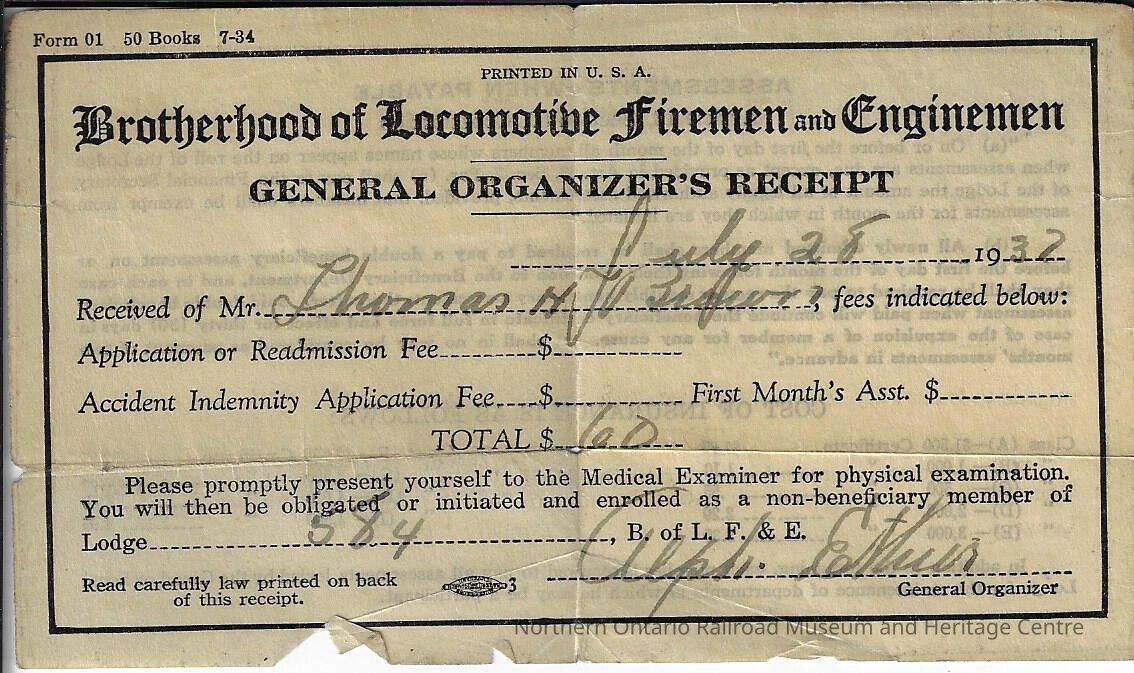 Form 01 50 Books 7-34
PRINTED IN U. S. A.
Brotherhood of Locomotive Firemen and Enginemen
GENERAL ORGANIZER'S RECEIPT
July 28 1937
Received of Mr. Thomas H Brown, fees indicated below:
Application or Readmission Fee $
Accident Indemnity Application Fee $ First Month's Asst. $
TOTAL $
Please promptly present yourself to the Medical Examiner for physical examination.
You will then be obligated or initiated and enrolled as a non-beneficiary member of
Lodge 584, B. of L. F. & E.
Alph.
Read carefully law printed on back
of this receipt.
3
General Organizer
Northern Ontario Railroad Museum and Heritage Centre